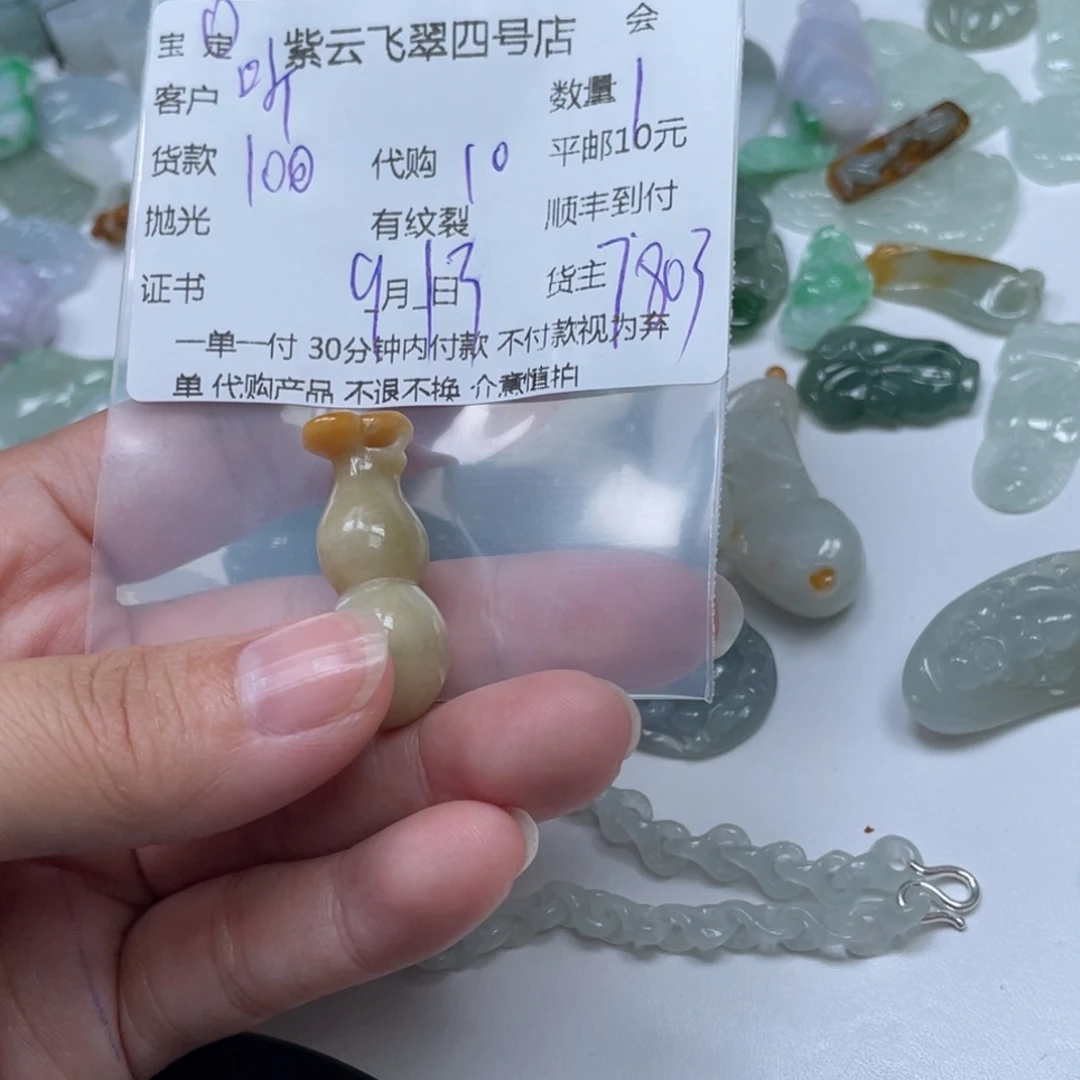 宝 定 紫云飞翠四号店 会
客户 叶 数量 1
货款 100 代购 10 平邮10元
抛光 有纹裂 顺丰到付
证书 9月13日 货主 7803
一单一付 30分钟内付款 不付款视为弃
单 代购产品 不退不换 介意慎拍